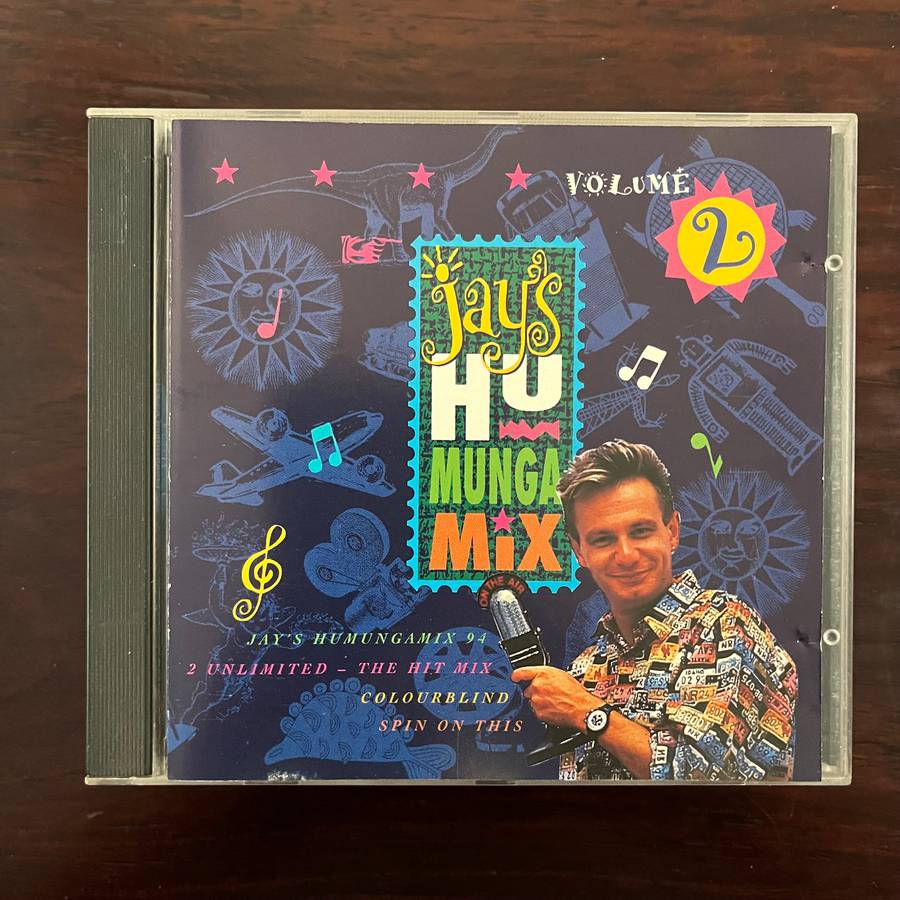 VOLUME
2
jay's
HU
MUNGA
MiX
ON THE AIR
JAY'S HUMUNGAMIX 94
2 UNLIMITED – THE HIT MIX
COLOURBLIND
SPIN ON THIS